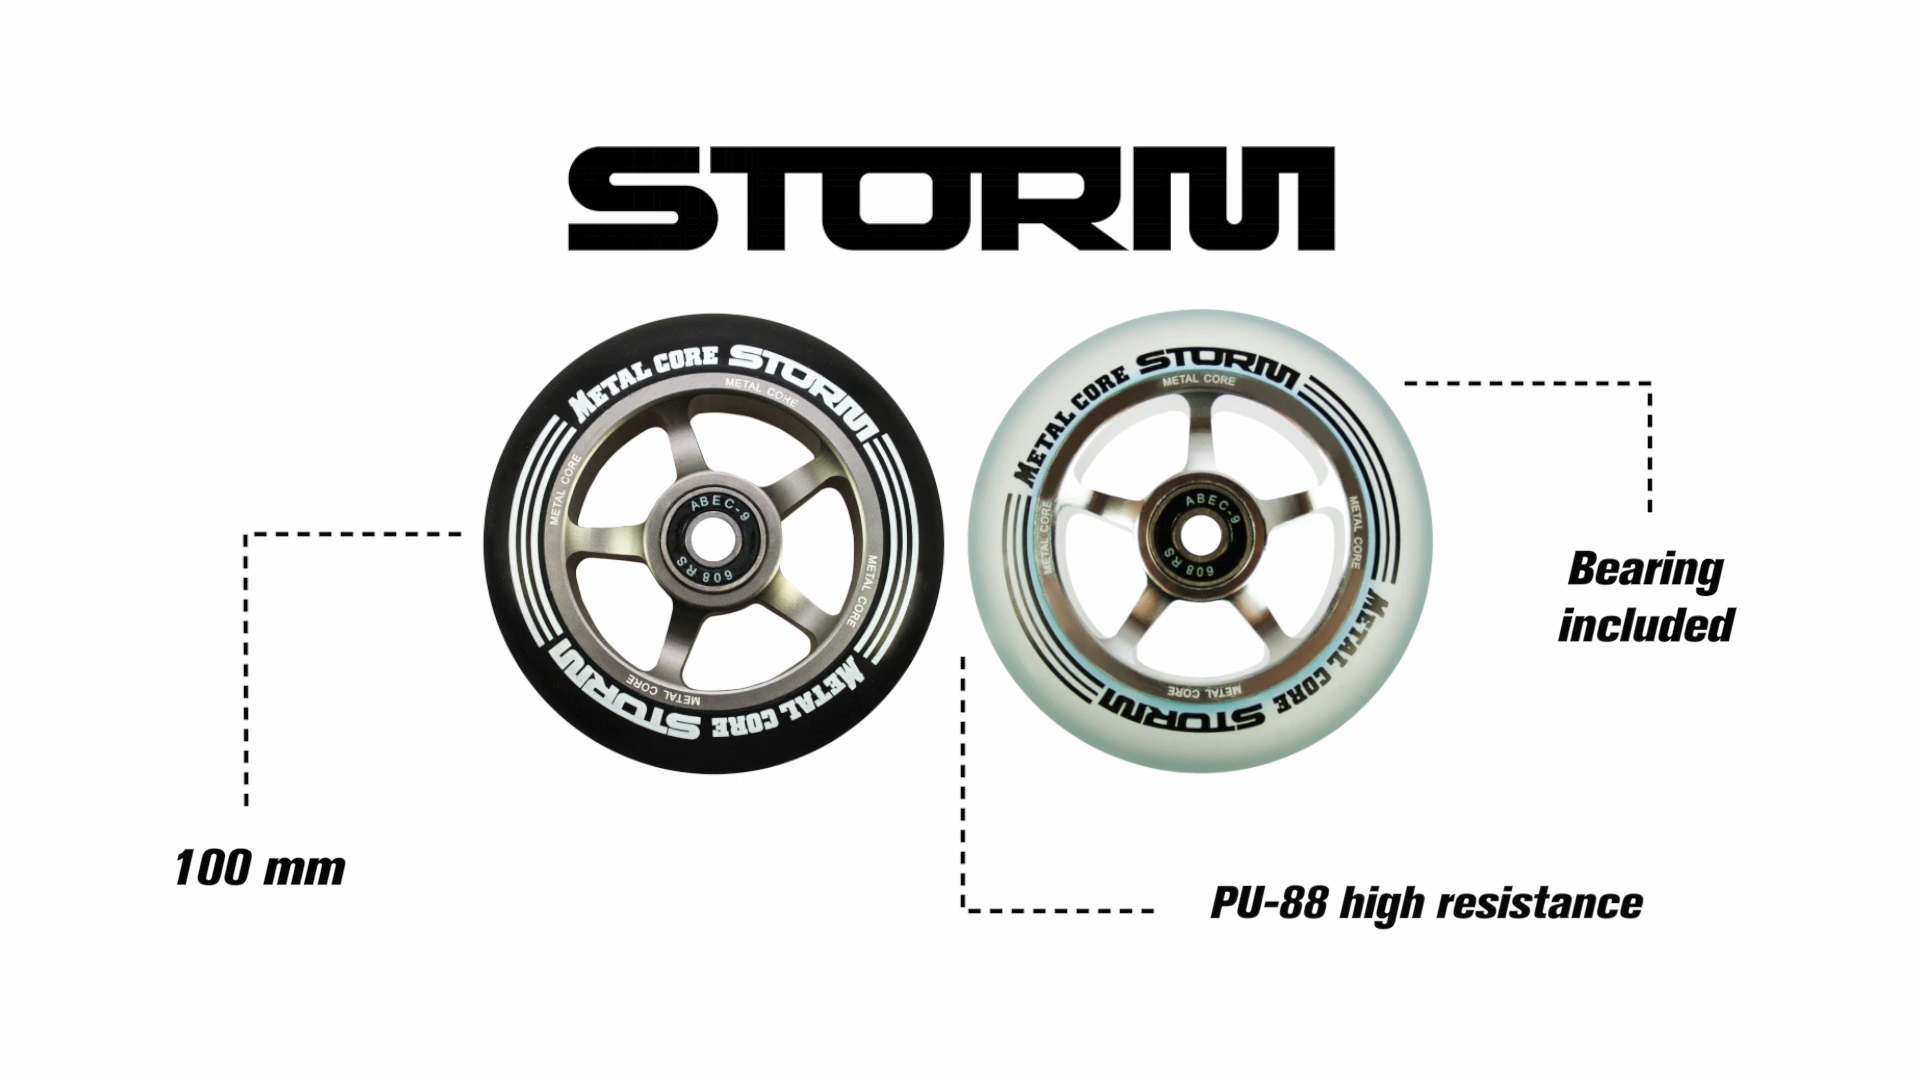 STORM
METAL CORE STORM
METAL CORE
METAL CORE
METAL CORE
METAL CORE
ABEC-9
608 RS
METAL CORE STORM
METAL CORE STORM
METAL CORE
METAL CORE
METAL CORE
METAL CORE
ABEC-9
608 RS
METAL CORE STORM
Bearing
included
100 mm
PU-88 high resistance